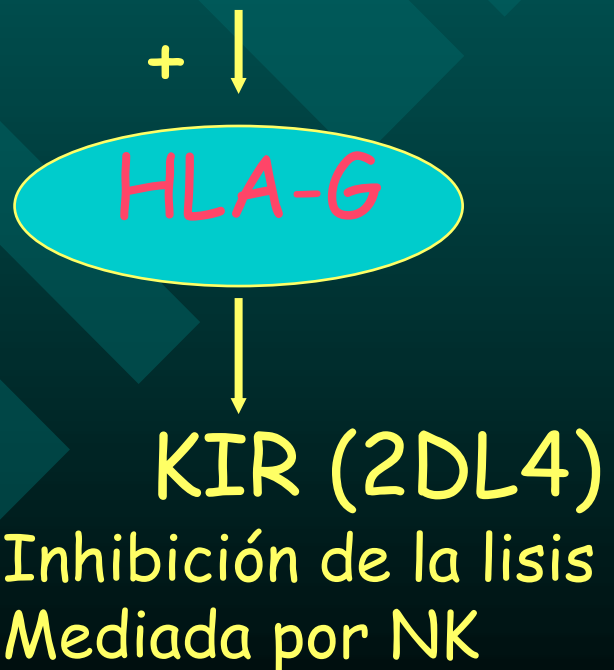 +
HLA-G
KIR (2DL4)
Inhibición de la lisis
Mediada por NK